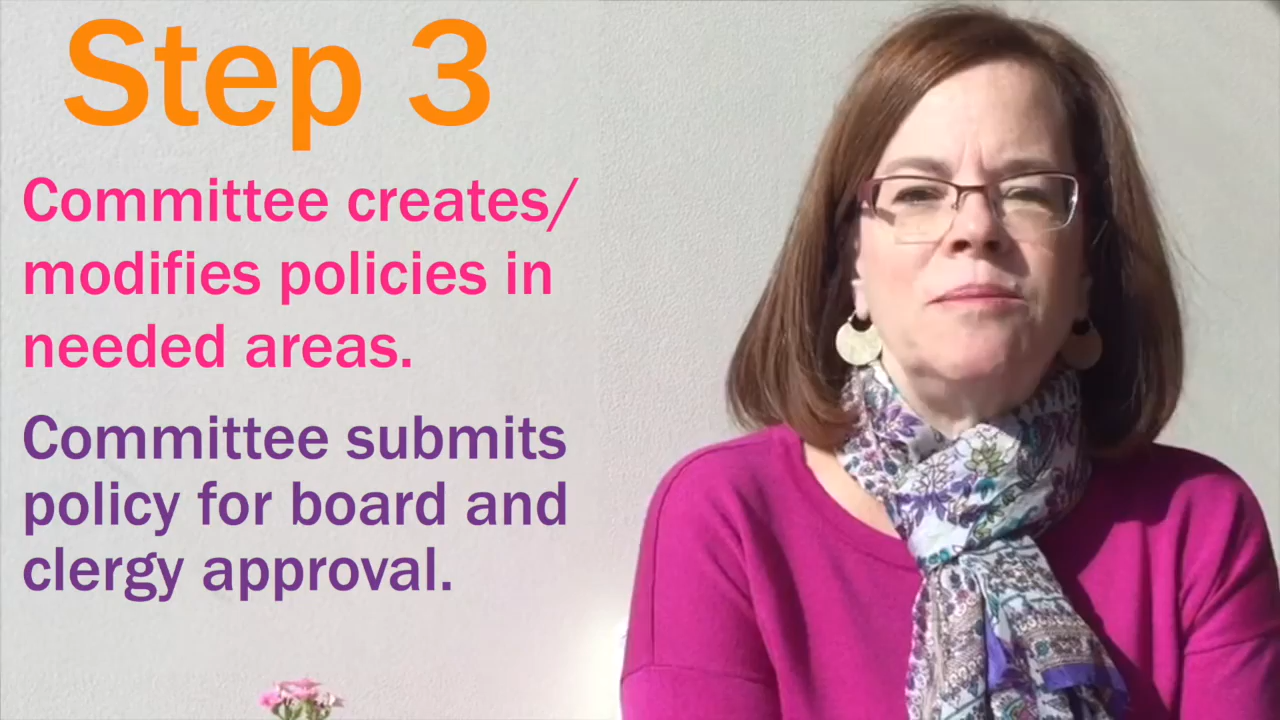 Step 3
Committee creates/
modifies policies in
needed areas.
Committee submits
policy for board and
clergy approval.